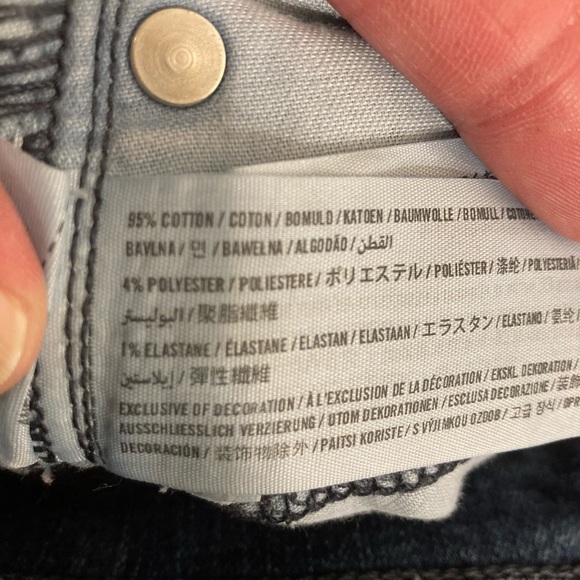 95% COTTON / COTON / BOMULD / KATOEN / BAUMWOLLE / BOMULL /
BAVLNA / 면 / BAWEŁNA / ALGODÃO / القطن
4% POLYESTER / POLIESTERE / ポリエステル / POLIÉSTER / 涤纶 /
البوليستر / 聚脂纖維
1% ELASTANE / ÉLASTANE / ELASTAN / ELASTAAN / エラスタン / ELASTANO / 氨纶 /
إيلاستين / 彈性纖維
EXCLUSIVE OF DECORATION / À L'EXCLUSION DE LA DÉCORATION / EKSKL. DEKORATION /
AUSSCHLIESSLICH VERZIERUNG / UTOM DEKORATIONEN / ESCLUSA DECORAZIONE /
DECORACIÓN / 装饰物除外 / PAITSI KORISTE / S VÝJIMKOU OZDOB / 고급 장식 /